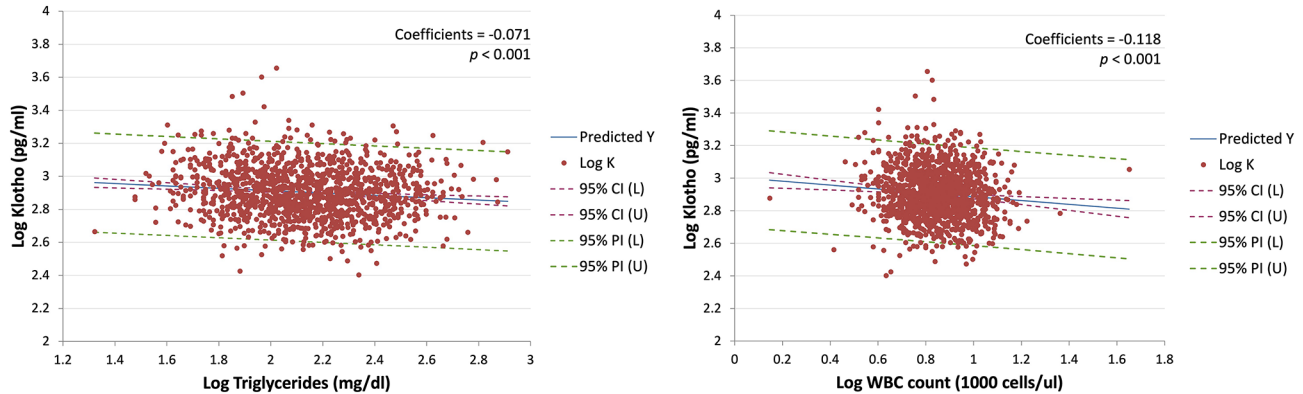 4
3.8
3.6
3.4
3.2
3
2.8
2.6
2.4
2.2
2
Log Klotho (pg/ml)
Coefficients = -0.071
p < 0.001
1.2 1.4 1.6 1.8 2 2.2 2.4 2.6 2.8 3
Log Triglycerides (mg/dl)
Predicted Y
Log K
95% CI (L)
95% CI (U)
95% PI (L)
95% PI (U)
4
3.8
3.6
3.4
3.2
3
2.8
2.6
2.4
2.2
2
Log Klotho (pg/ml)
Coefficients = -0.118
p < 0.001
0 0.2 0.4 0.6 0.8 1 1.2 1.4 1.6 1.8
Log WBC count (1000 cells/ul)
Predicted Y
Log K
95% CI (L)
95% CI (U)
95% PI (L)
95% PI (U)